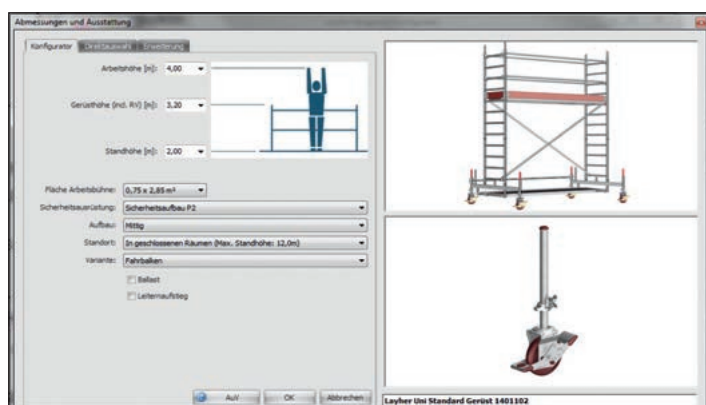 Abmessungen und Ausstattung
Konfigurator Direktauswahl Erweiterung
Arbeitshöhe [m]: 4,00
Gerüsthöhe (incl. RV) [m]: 3,20
Standhöhe [m]: 2,00
Fläche Arbeitsbühne: 0,75 x 2,85 m²
Sicherheitsausrüstung: Sicherheitsaufbau P2
Aufbau: Mittig
Standort: In geschlossenen Räumen (Max. Standhöhe: 12,0m)
Variante: Fahrbalken
Ballast
Leiternaufstieg
AuV OK Abbrechen
Layher Uni Standard Gerüst 1401102